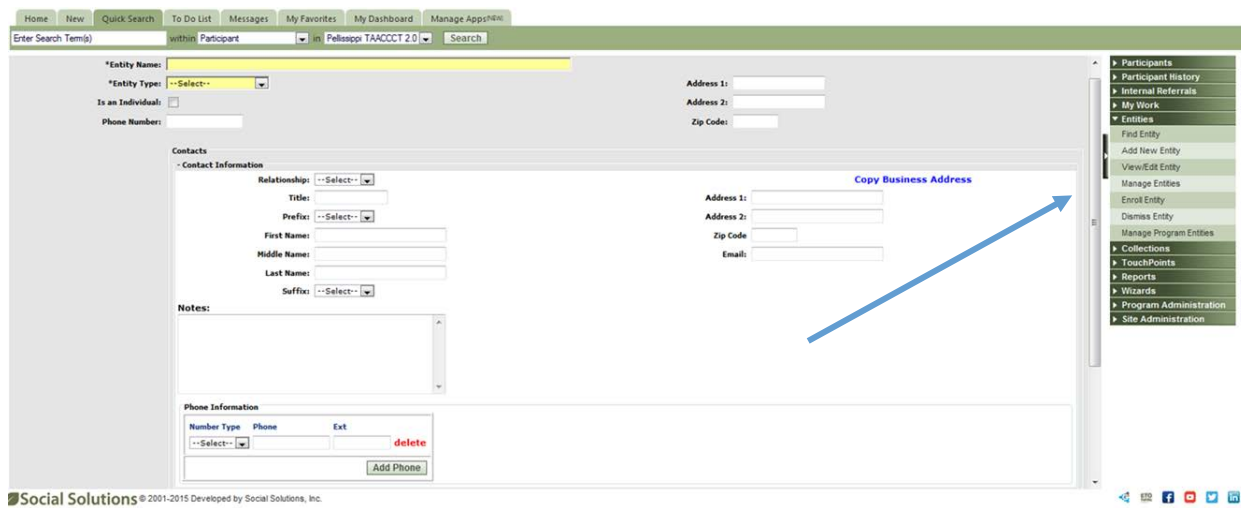 Home New Quick Search To Do List Messages My Favorites My Dashboard Manage Apps NEW!
Enter Search Term(s) within Participant in Pellissippi TAACCCT 2.0 Search
*Entity Name:
*Entity Type: --Select--
Address 1:
Is an Individual:
Address 2:
Phone Number:
Zip Code:
Contacts
- Contact Information
Relationship: --Select--
Copy Business Address
Title:
Address 1:
Prefix: --Select--
Address 2:
First Name:
Zip Code
Middle Name:
Email:
Last Name:
Suffix: --Select--
Notes:
Phone Information
Number Type Phone Ext
--Select-- delete
Add Phone
Participants
Participant History
Internal Referrals
My Work
Entities
Find Entity
Add New Entity
View/Edit Entity
Manage Entities
Enroll Entity
Dismiss Entity
Manage Program Entities
Collections
TouchPoints
Reports
Wizards
Program Administration
Site Administration
Social Solutions © 2001-2015 Developed by Social Solutions, Inc.